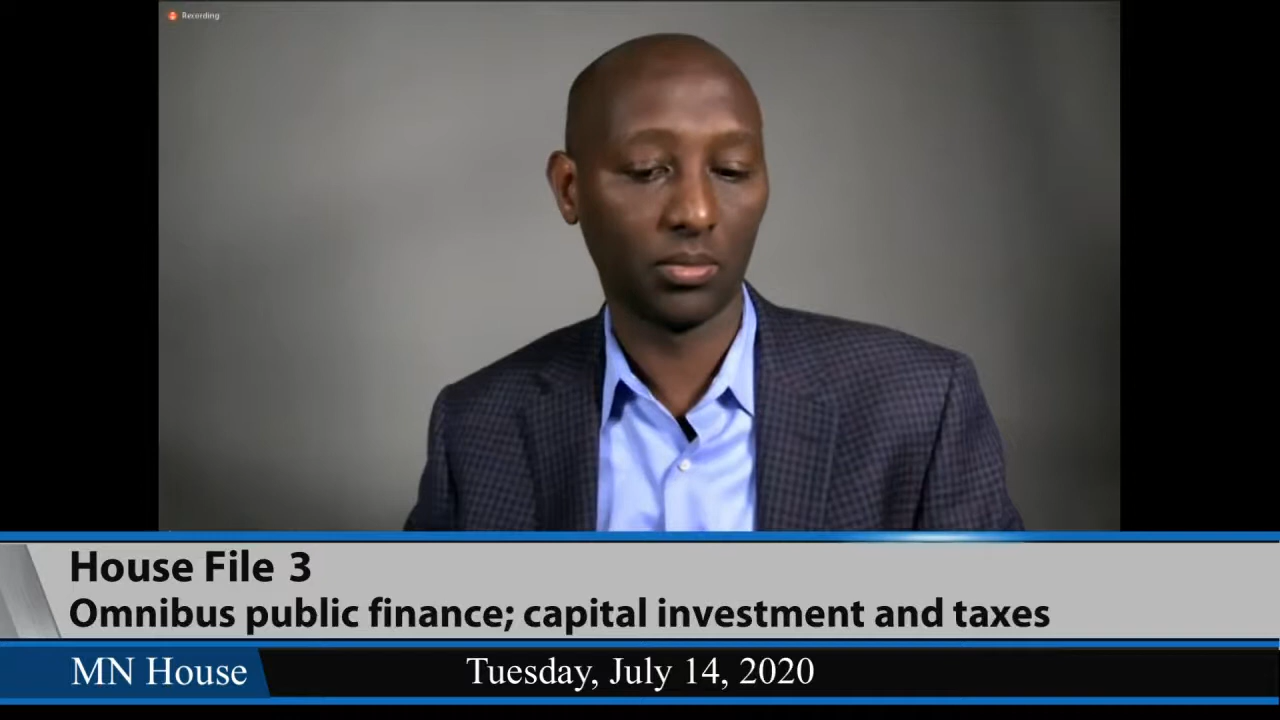 Recording
House File 3
Omnibus public finance; capital investment and taxes
MN House
Tuesday, July 14, 2020